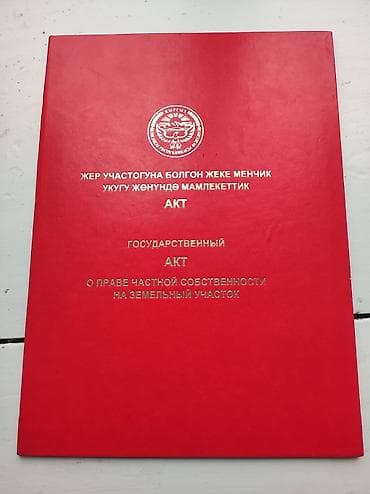 ЖЕР УЧАСТОГУНА БОЛГОН ЖЕКЕ МЕНЧИК
УКУГУ ЖӨНҮНДӨ МАМЛЕКЕТТИК
АКТ
ГОСУДАРСТВЕННЫЙ
АКТ
О ПРАВЕ ЧАСТНОЙ СОБСТВЕННОСТИ
НА ЗЕМЕЛЬНЫЙ УЧАСТОК